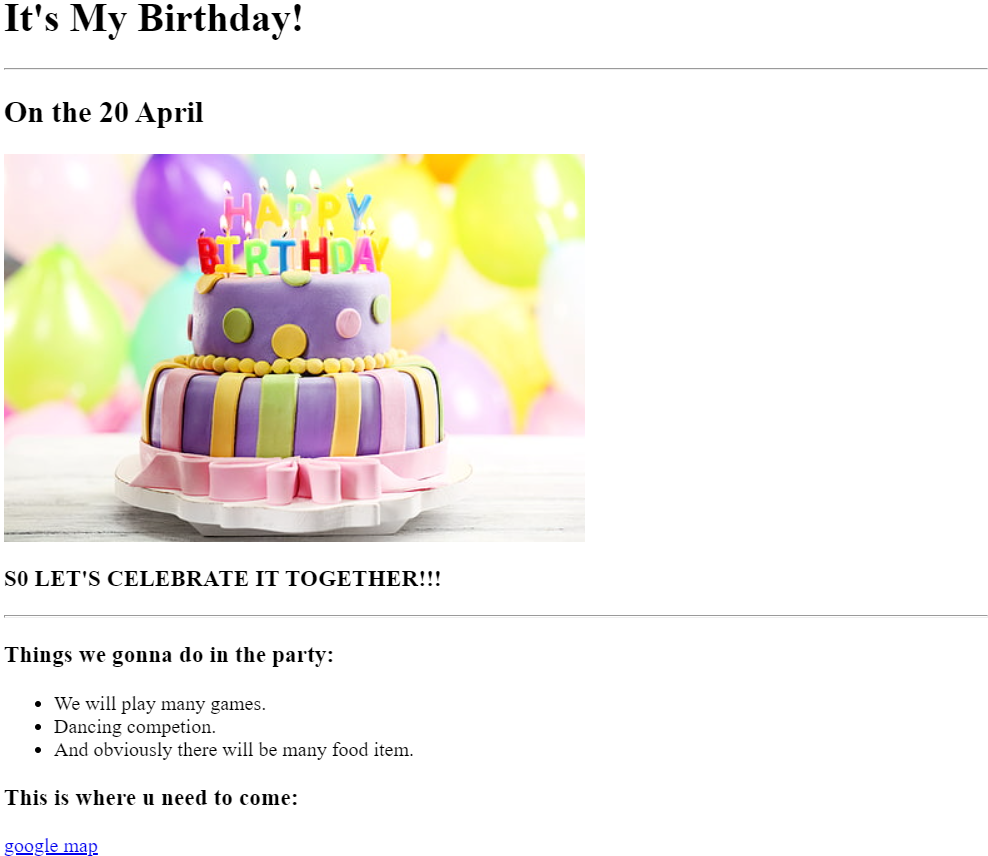 It's My Birthday!
On the 20 April
HAPPY
BIRTHDAY
S0 LET'S CELEBRATE IT TOGETHER!!!
Things we gonna do in the party:
We will play many games.
Dancing competion.
And obviously there will be many food item.
This is where u need to come:
google map